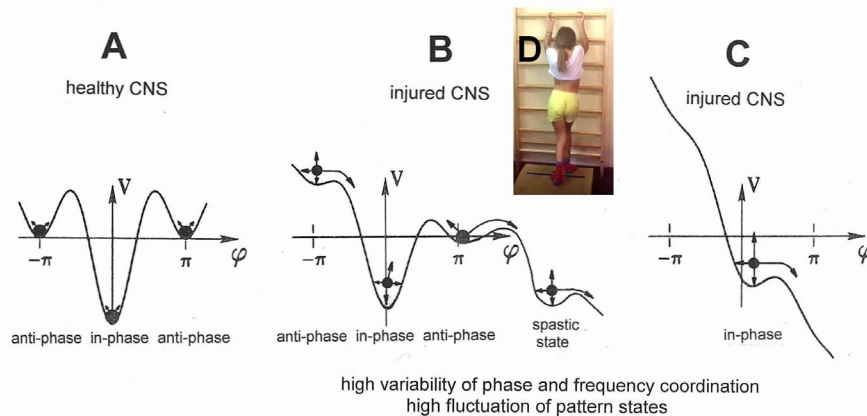 A
healthy CNS
V
−π
π
φ
anti-phase in-phase anti-phase
B
injured CNS
V
−π
π
φ
anti-phase in-phase anti-phase
spastic
state
D
C
injured CNS
V
−π
π
φ
in-phase
high variability of phase and frequency coordination
high fluctuation of pattern states